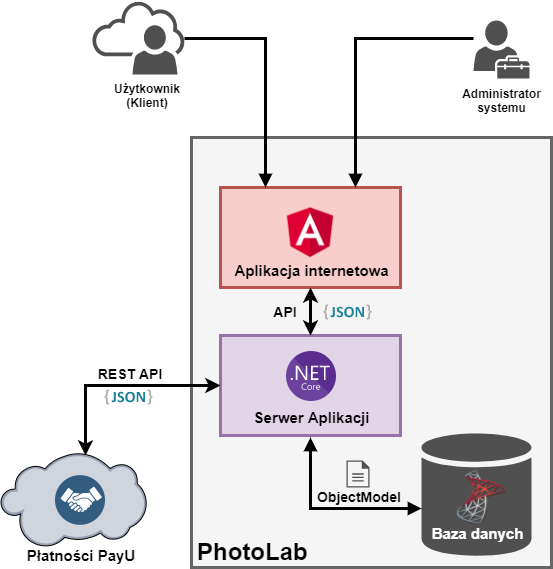 Użytkownik
(Klient)
Administrator
systemu
A
Aplikacja internetowa
API
{JSON}
.NET
Core
Serwer Aplikacji
REST API
{JSON}
ObjectModel
Baza danych
Płatności PayU
PhotoLab